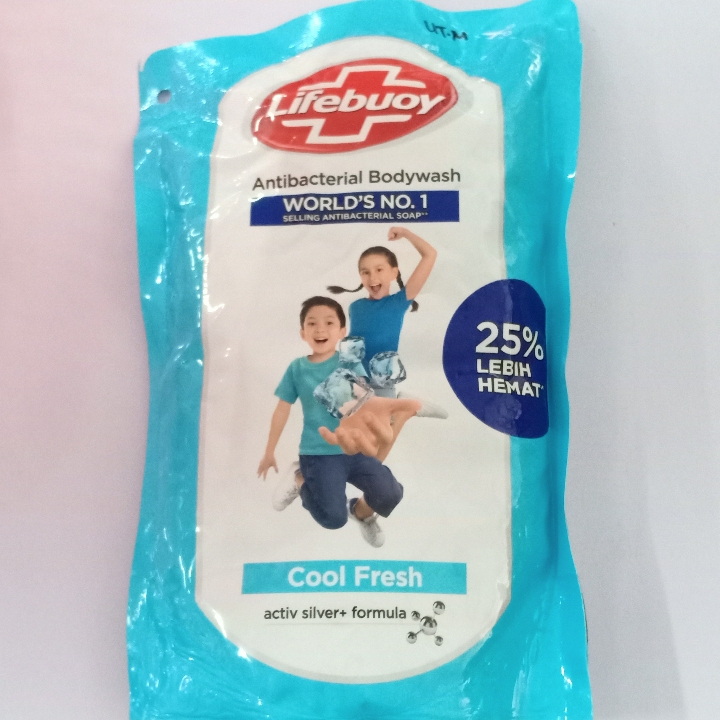 UT-M
Lifebuoy
Antibacterial Bodywash
WORLD'S NO. 1
SELLING ANTIBACTERIAL SOAP**
25%
LEBIH
HEMAT^
Cool Fresh
activ silver+ formula